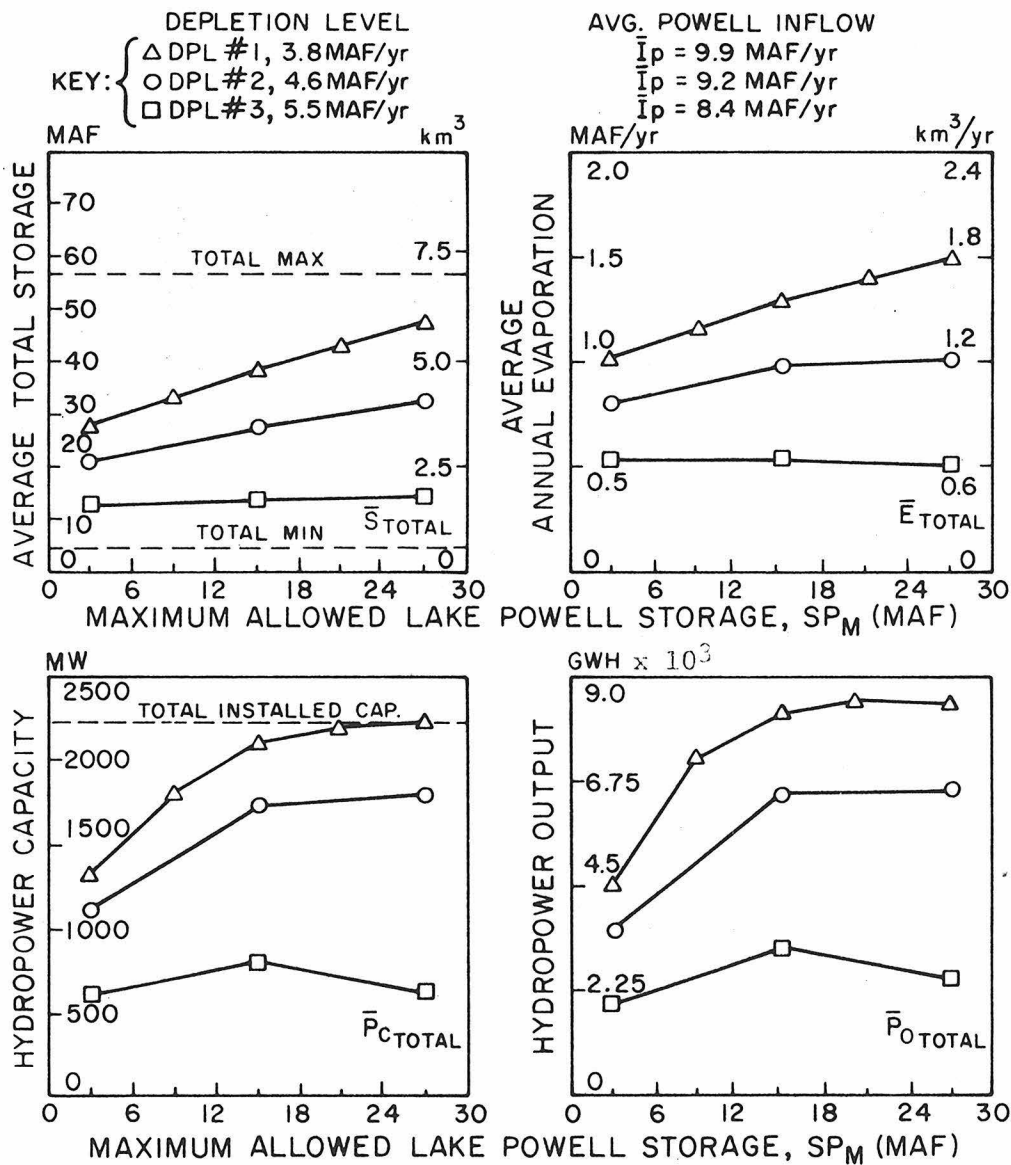 DEPLETION LEVEL
KEY: { △ DPL #1, 3.8 MAF/yr
○ DPL #2, 4.6 MAF/yr
□ DPL #3, 5.5 MAF/yr
AVG. POWELL INFLOW
Īp = 9.9 MAF/yr
Īp = 9.2 MAF/yr
Īp = 8.4 MAF/yr
MAF km³
AVERAGE TOTAL STORAGE
70
60 7.5
TOTAL MAX
50
40 5.0
30
20 2.5
10 S̄TOTAL
TOTAL MIN
0 0
0 6 12 18 24 30
MAF/yr km³/yr
AVERAGE
ANNUAL EVAPORATION
2.0 2.4
1.5 1.8
1.0 1.2
0.5 0.6
ĒTOTAL
0 0
0 6 12 18 24 30
MAXIMUM ALLOWED LAKE POWELL STORAGE, SPM (MAF)
MW
HYDROPOWER CAPACITY
2500
TOTAL INSTALLED CAP.
2000
1500
1000
500
P̄CTOTAL
0
0 6 12 18 24 30
GWH x 10³
HYDROPOWER OUTPUT
9.0
6.75
4.5
2.25
P̄OTOTAL
0
0 6 12 18 24 30
MAXIMUM ALLOWED LAKE POWELL STORAGE, SPM (MAF)